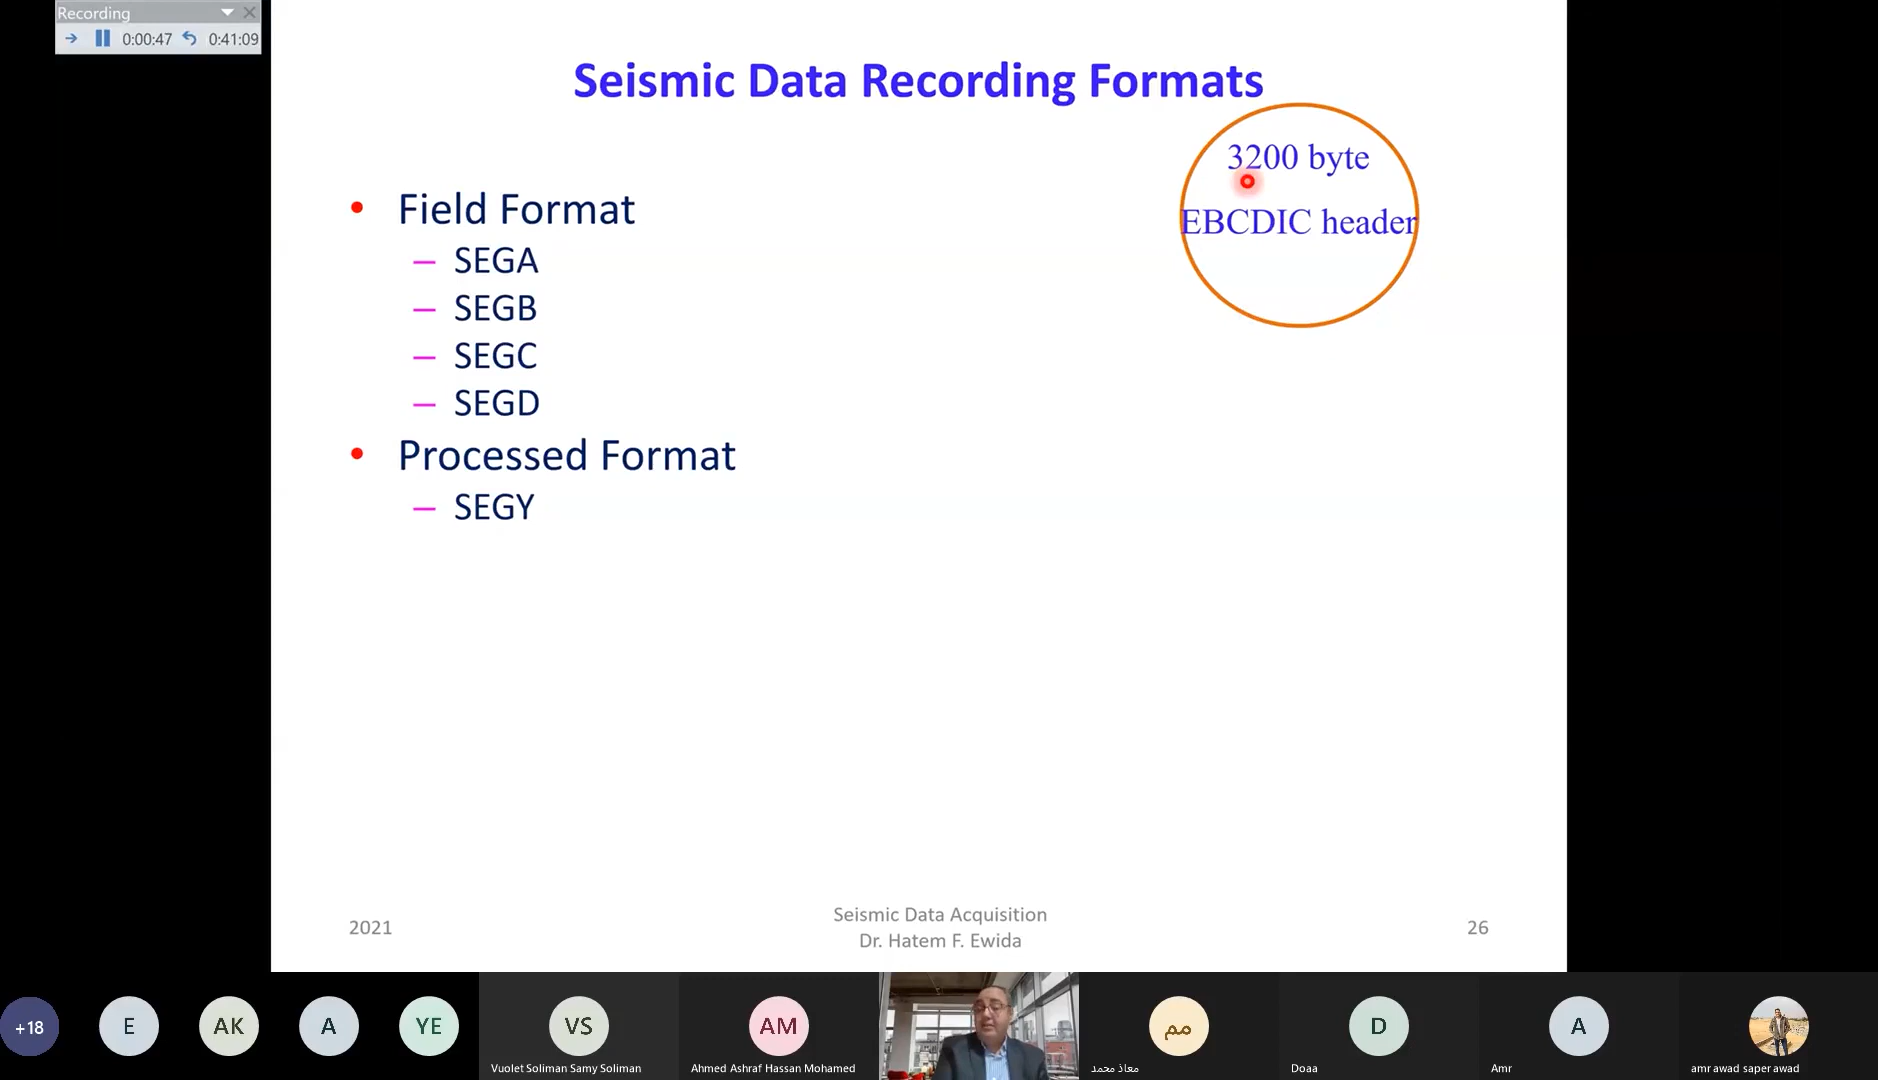 Recording
0:00:47 0:41:09
Seismic Data Recording Formats
3200 byte
EBCDIC header
• Field Format
– SEGA
– SEGB
– SEGC
– SEGD
• Processed Format
– SEGY
2021
Seismic Data Acquisition
Dr. Hatem F. Ewida
26
+18
E
AK
A
YE
VS
AM
مم
D
A
Vuolet Soliman Samy Soliman
Ahmed Ashraf Hassan Mohamed
معاذ محمد
Doaa
Amr
amr awad saper awad